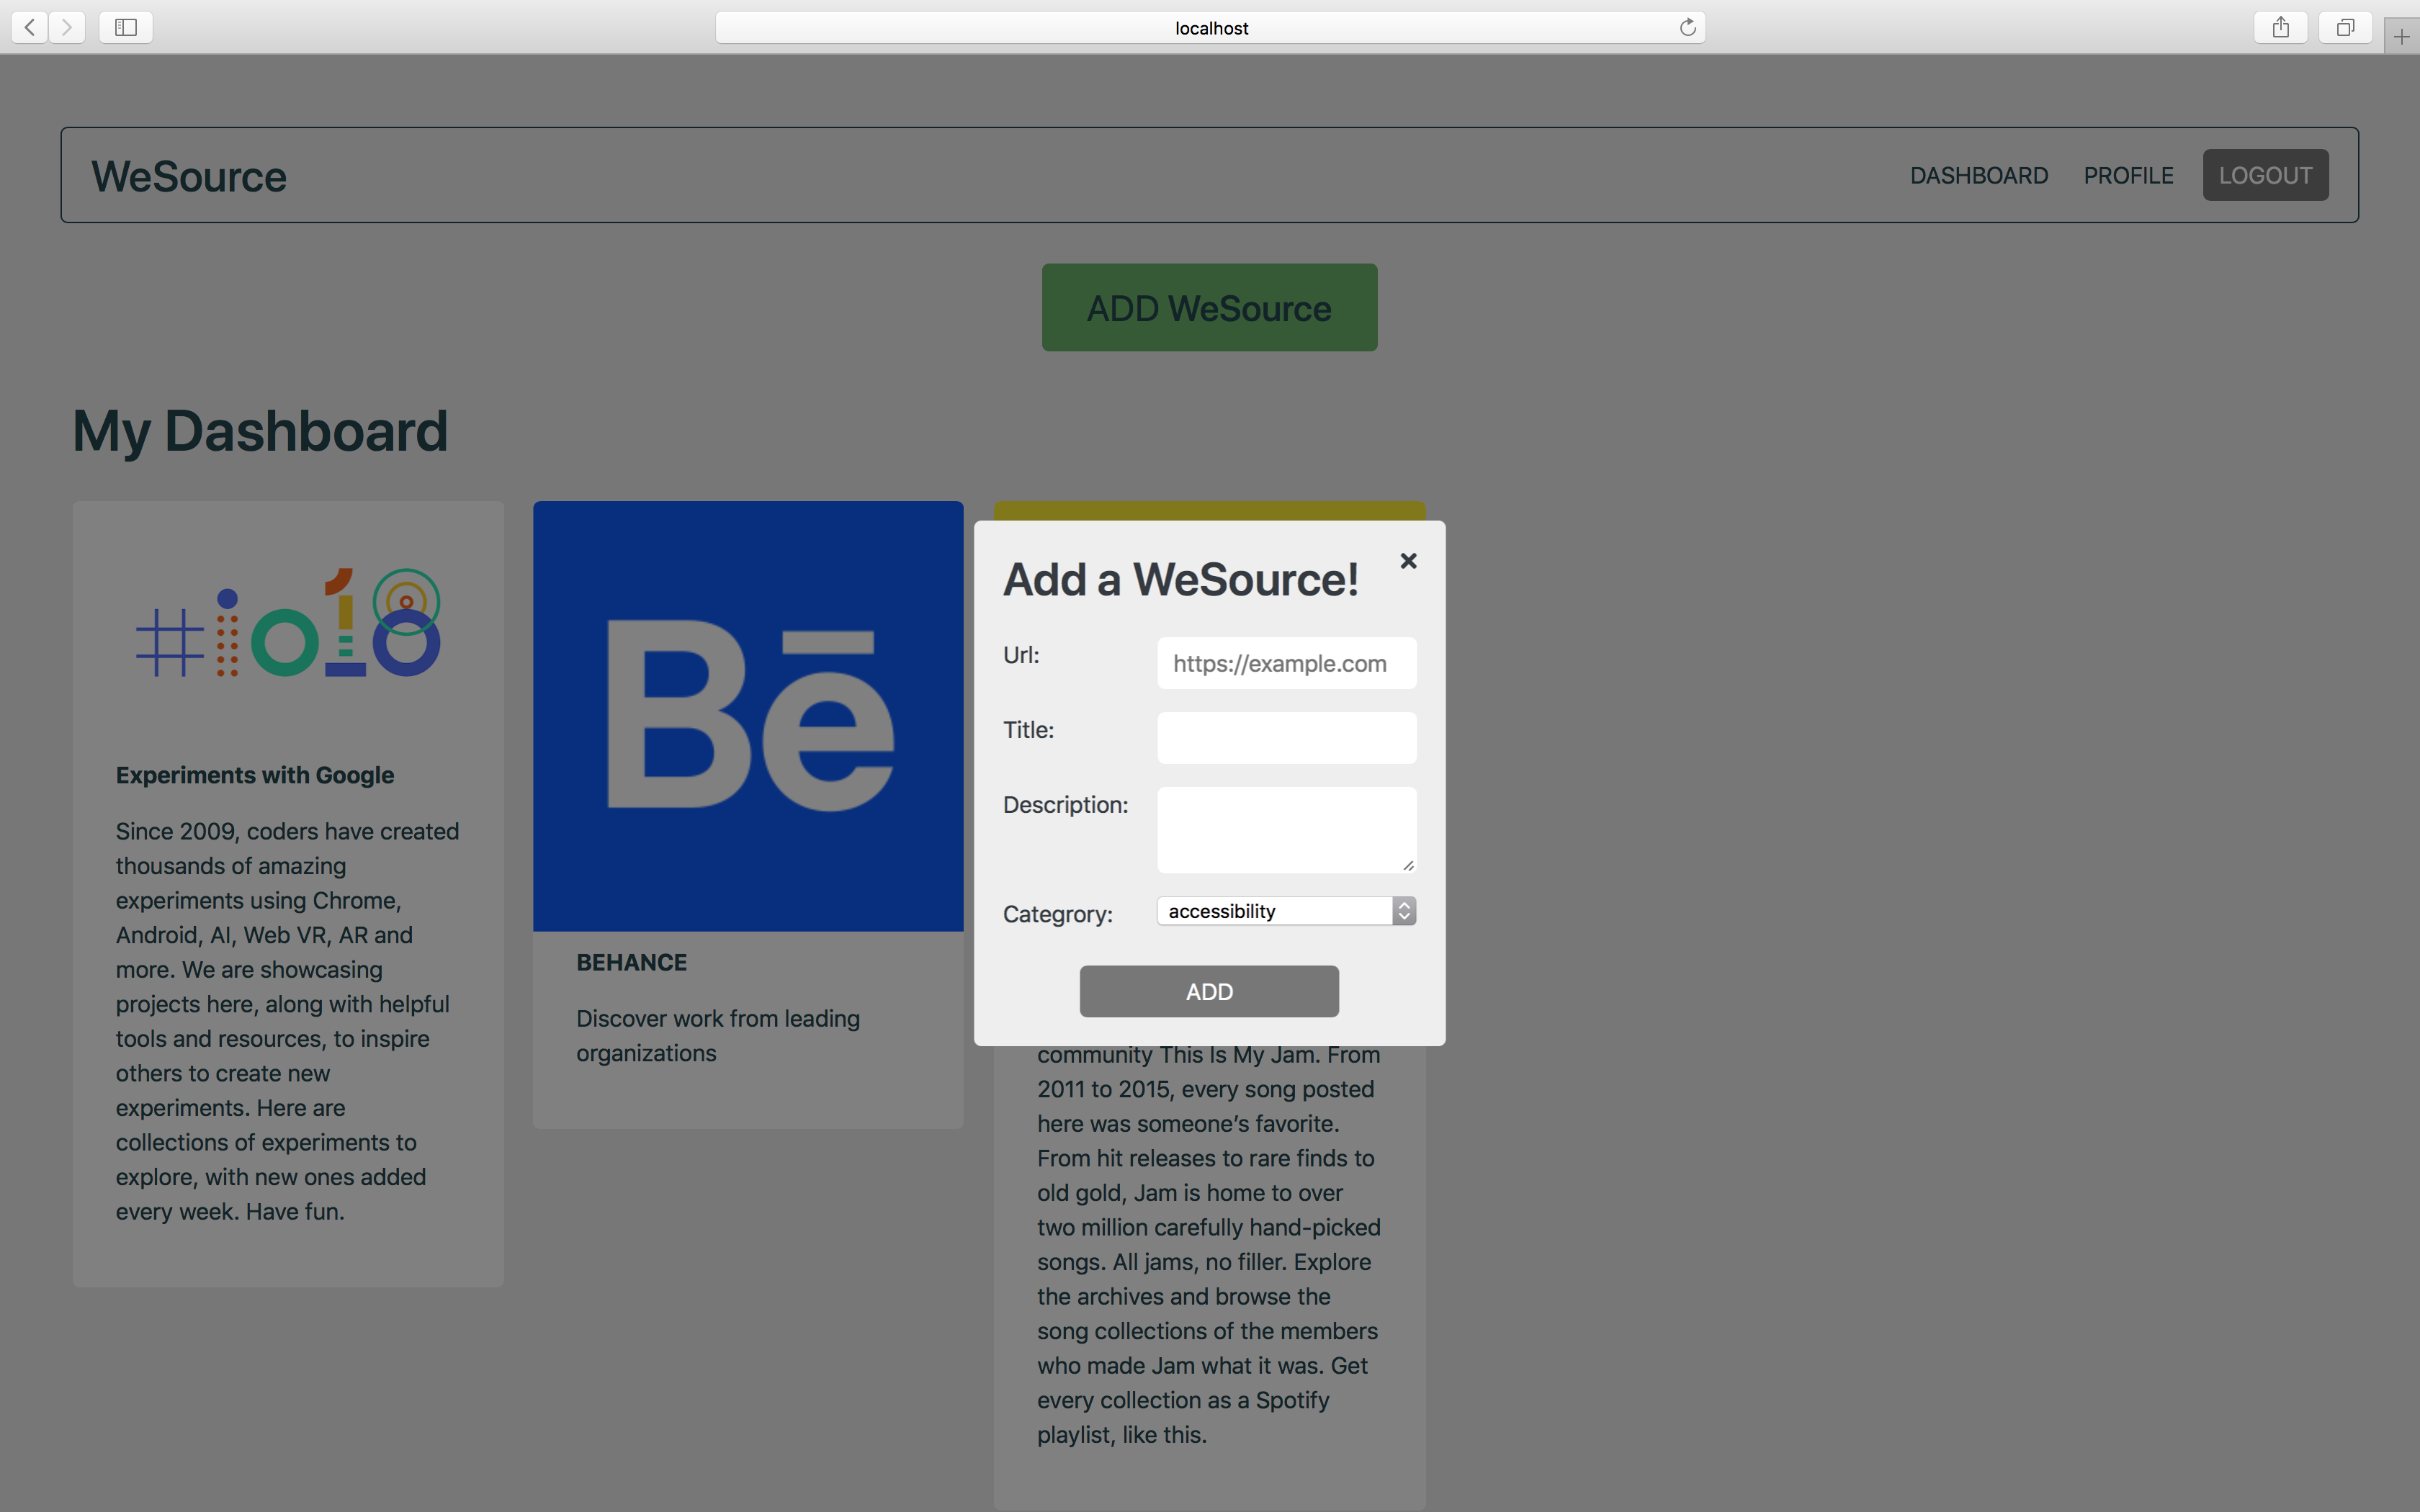 localhost
WeSource
DASHBOARD
PROFILE
LOGOUT
ADD WeSource
My Dashboard
#io18
Experiments with Google
Since 2009, coders have created
thousands of amazing
experiments using Chrome,
Android, AI, Web VR, AR and
more. We are showcasing
projects here, along with helpful
tools and resources, to inspire
others to create new
experiments. Here are
collections of experiments to
explore, with new ones added
every week. Have fun.
Bē
BEHANCE
Discover work from leading
organizations
Add a WeSource!
Url:
https://example.com
Title:
Description:
Categrory:
accessibility
ADD
community This Is My Jam. From
2011 to 2015, every song posted
here was someone’s favorite.
From hit releases to rare finds to
old gold, Jam is home to over
two million carefully hand-picked
songs. All jams, no filler. Explore
the archives and browse the
song collections of the members
who made Jam what it was. Get
every collection as a Spotify
playlist, like this.